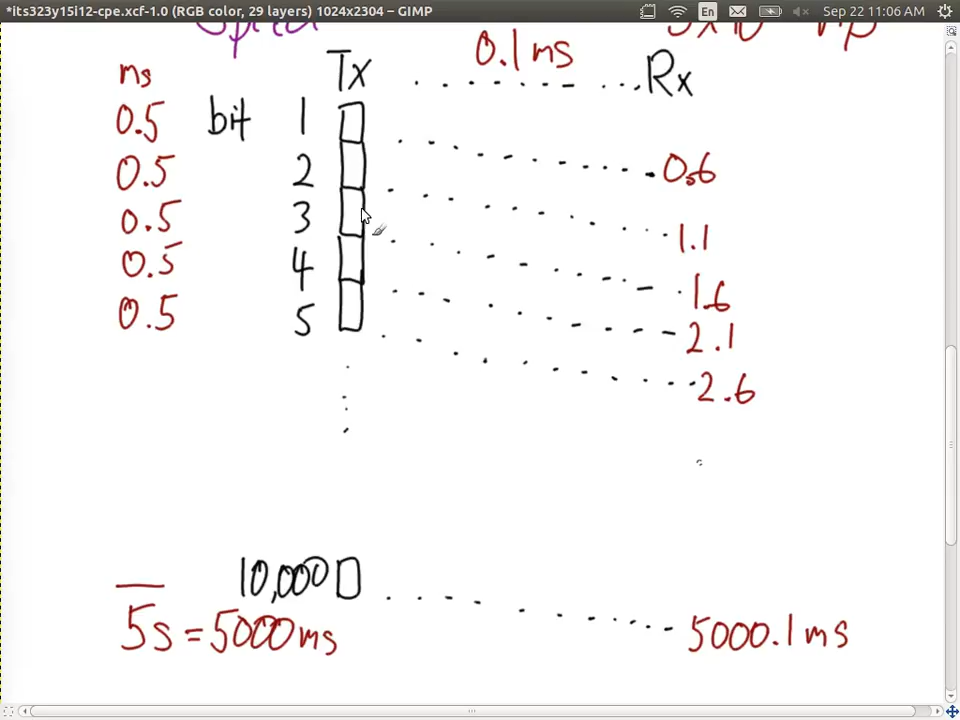 *its323y15i12-cpe.xcf-1.0 (RGB color, 29 layers) 1024x2304 – GIMP En Sep 22 11:06 AM
0.1ms
ms Tx Rx
0.5 bit 1
0.5 2 0.6
0.5 3 1.1
0.5 4 1.6
0.5 5 2.1
2.6
10,000
5s = 5000ms 5000.1ms